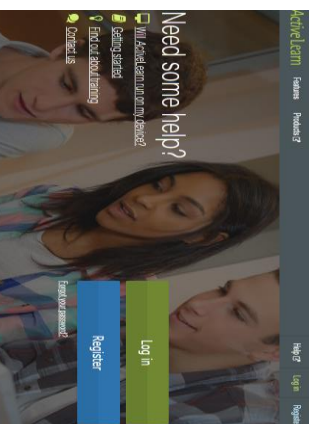 ActiveLearn Features Products Help Log in Register
Need some help?
Will ActiveLearn run on my device?
Getting started
Find out about training
Contact us
Log in
Register
Forgot your password?